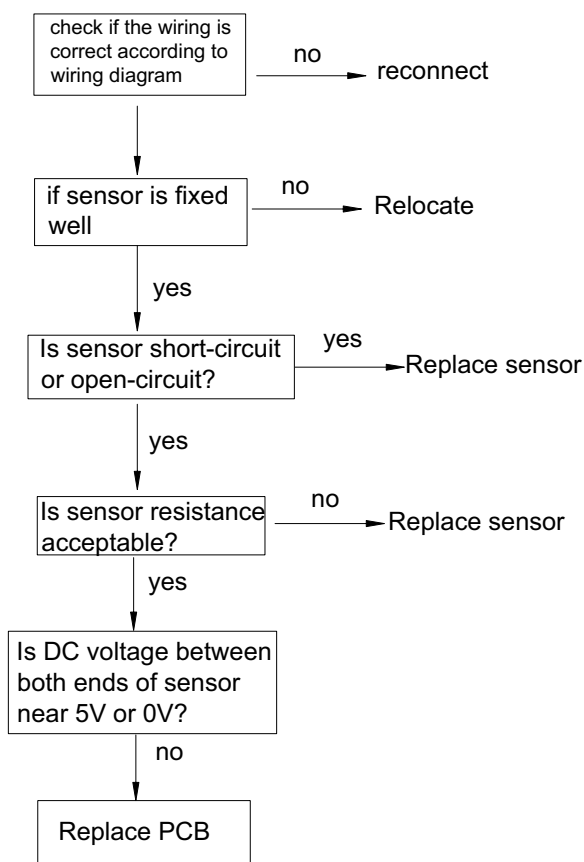 check if the wiring is
correct according to
wiring diagram
no
reconnect
if sensor is fixed
well
no
Relocate
yes
Is sensor short-circuit
or open-circuit?
yes
Replace sensor
yes
Is sensor resistance
acceptable?
no
Replace sensor
yes
Is DC voltage between
both ends of sensor
near 5V or 0V?
no
Replace PCB